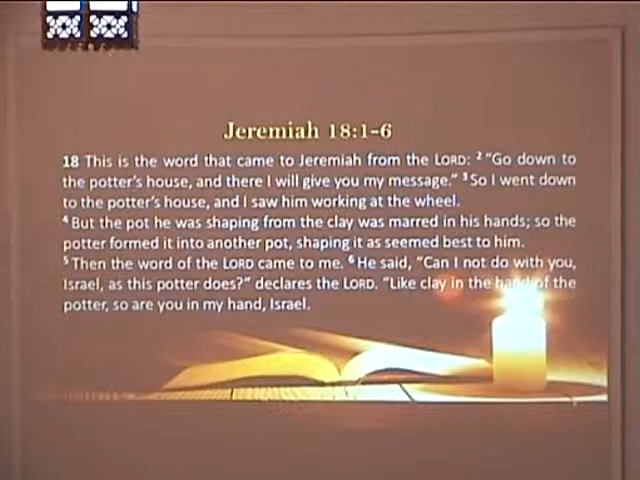 Jeremiah 18:1-6
18 This is the word that came to Jeremiah from the LORD: 2 "Go down to
the potter's house, and there I will give you my message." 3 So I went down
to the potter's house, and I saw him working at the wheel.
4 But the pot he was shaping from the clay was marred in his hands; so the
potter formed it into another pot, shaping it as seemed best to him.
5 Then the word of the LORD came to me. 6 He said, "Can I not do with you,
Israel, as this potter does?" declares the LORD. "Like clay in the hand of the
potter, so are you in my hand, Israel.